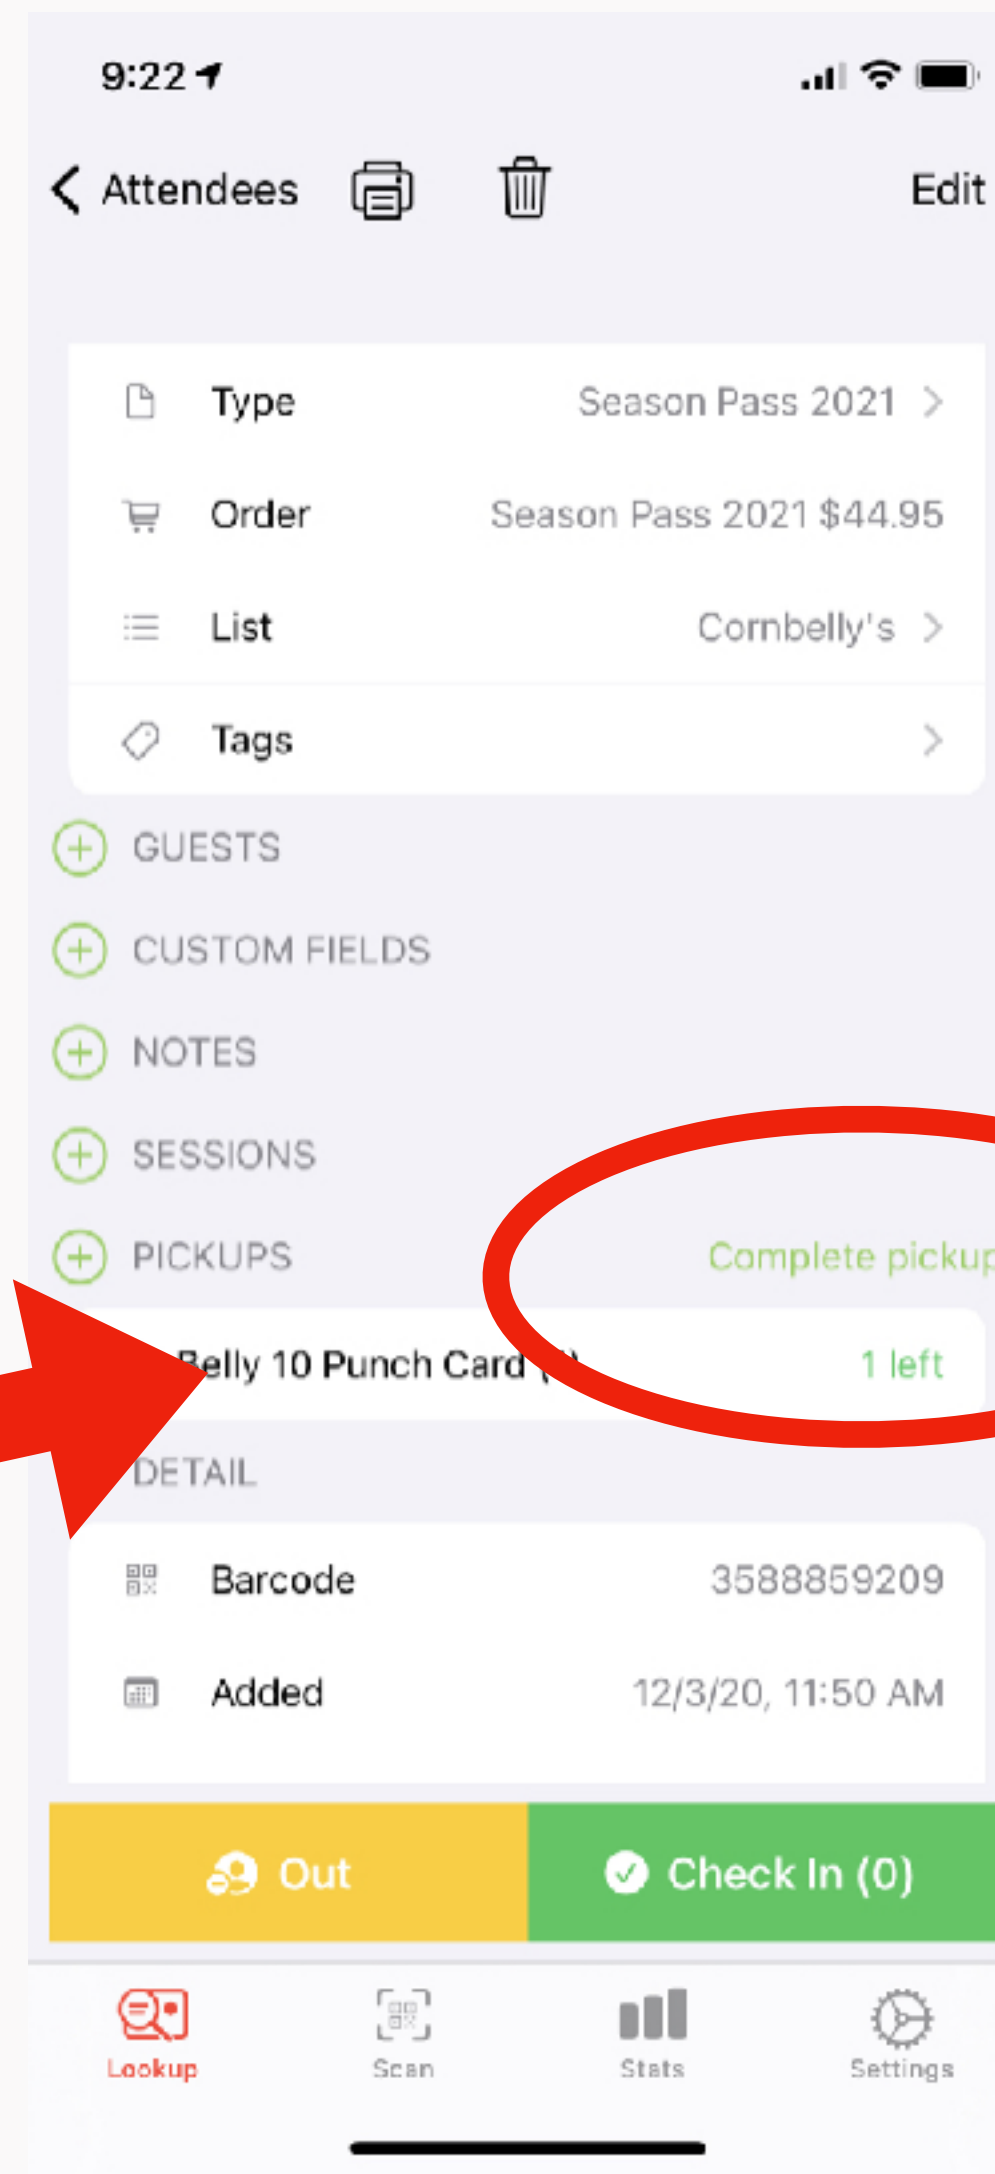 9:22
Attendees Edit
Type Season Pass 2021
Order Season Pass 2021 $44.95
List Cornbelly's
Tags
GUESTS
CUSTOM FIELDS
NOTES
SESSIONS
PICKUPS Complete pickup
Belly 10 Punch Card
1 left
DETAIL
Barcode 3588859209
Added 12/3/20, 11:50 AM
Out Check In (0)
Lookup Scan Stats Settings